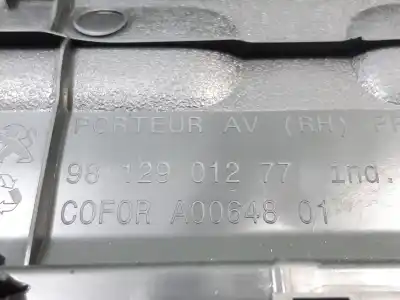 PORTEUR AV (RH)
98 129 012 77 ind.
COFOR A00648 01